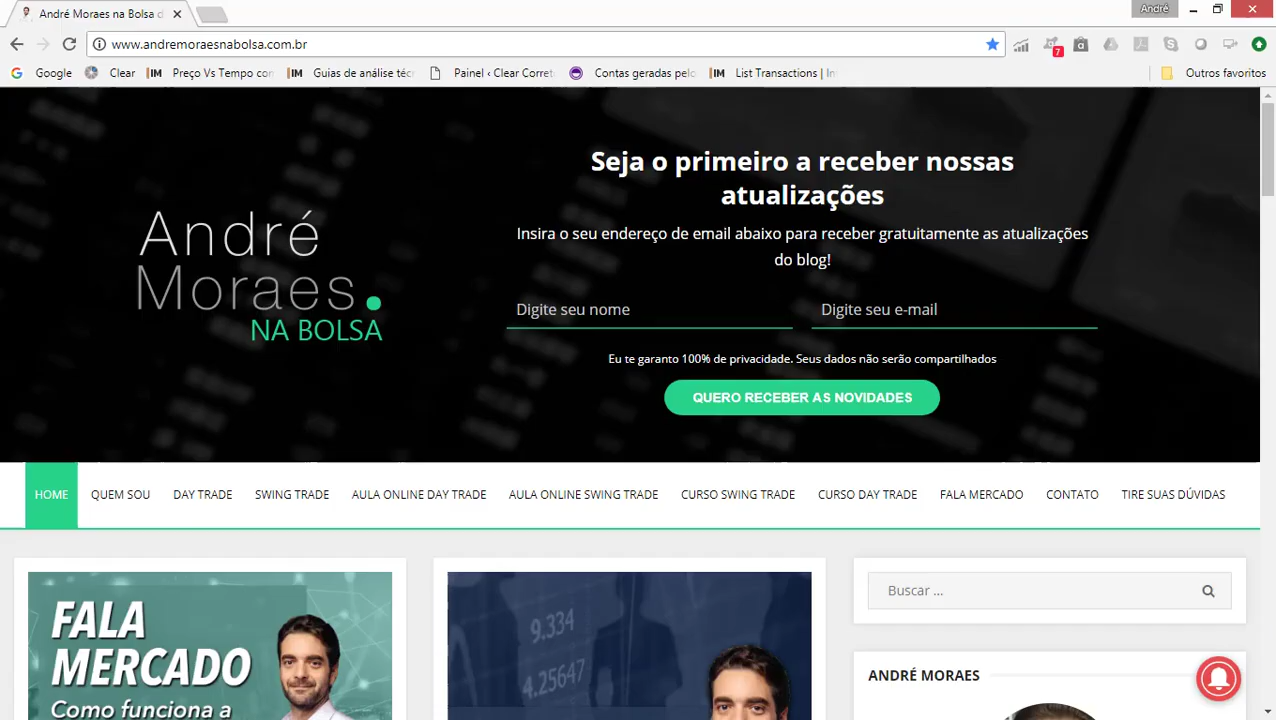 André Moraes na Bolsa d
André
www.andremoraesnabolsa.com.br
7
Google
Clear
Preço Vs Tempo con
Guias de análise téc
Painel ‹ Clear Corret
Contas geradas pelo
List Transactions | In
Outros favoritos
André
Moraes.
NA BOLSA
Seja o primeiro a receber nossas
atualizações
Insira o seu endereço de email abaixo para receber gratuitamente as atualizações
do blog!
Digite seu nome
Digite seu e-mail
Eu te garanto 100% de privacidade. Seus dados não serão compartilhados
QUERO RECEBER AS NOVIDADES
HOME QUEM SOU DAY TRADE SWING TRADE AULA ONLINE DAY TRADE AULA ONLINE SWING TRADE CURSO SWING TRADE CURSO DAY TRADE FALA MERCADO CONTATO TIRE SUAS DÚVIDAS
FALA
MERCADO
Como funciona a
9.334
4.25647
Buscar ...
ANDRÉ MORAES